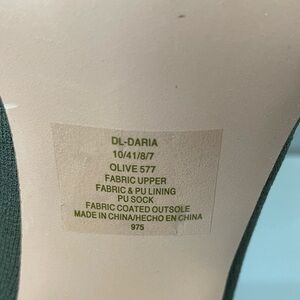 DL-DARIA
10/41/8/7
OLIVE 577
FABRIC UPPER
FABRIC & PU LINING
PU SOCK
FABRIC COATED OUTSOLE
MADE IN CHINA/HECHO EN CHINA
975